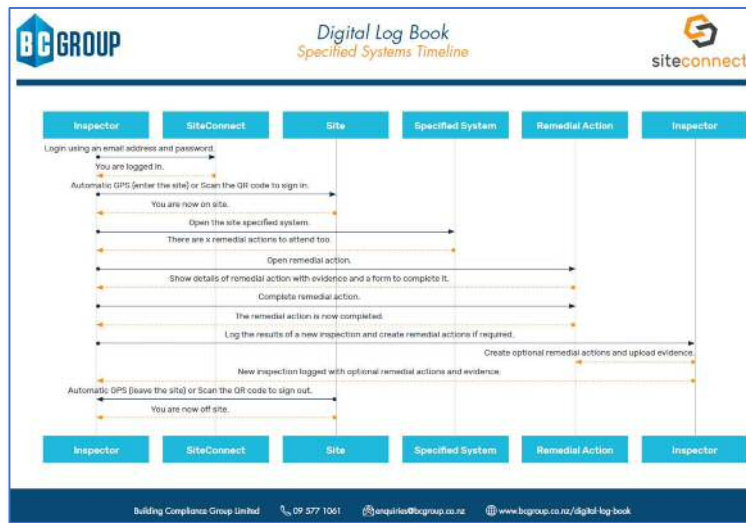 BCGROUP
Digital Log Book
Specified Systems Timeline
siteconnect
Inspector SiteConnect Site Specified System Remedial Action Inspector
Login using an email address and password.
You are logged in.
Automatic GPS (enter the site) or Scan the QR code to sign in.
You are now on site.
Open the site specified system.
There are x remedial actions to attend too.
Open remedial action.
Show details of remedial action with evidence and a form to complete it.
Complete remedial action.
The remedial action is now completed.
Log the results of a new inspection and create remedial actions if required.
Create optional remedial actions and upload evidence.
New inspection logged with optional remedial actions and evidence.
Automatic GPS (leave the site) or Scan the QR code to sign out.
You are now off site.
Inspector SiteConnect Site Specified System Remedial Action Inspector
Building Compliance Group Limited 09 577 1061 enquiries@bcgroup.co.nz www.bcgroup.co.nz/digital-log-book